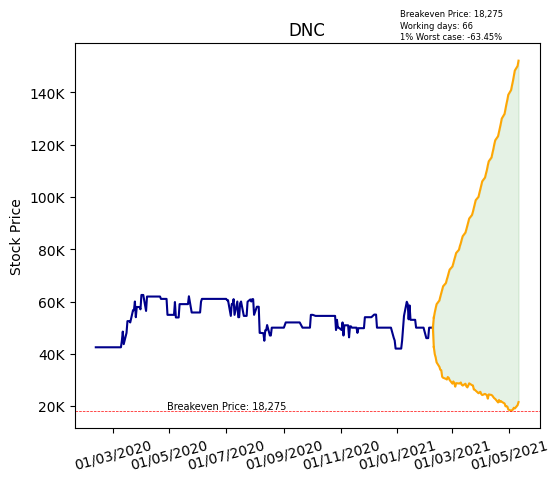 Breakeven Price: 18,275
Working days: 66
1% Worst case: -63.45%
DNC
Stock Price
140K
120K
100K
80K
60K
40K
20K
Breakeven Price: 18,275
01/03/2020
01/05/2020
01/07/2020
01/09/2020
01/11/2020
01/01/2021
01/03/2021
01/05/2021